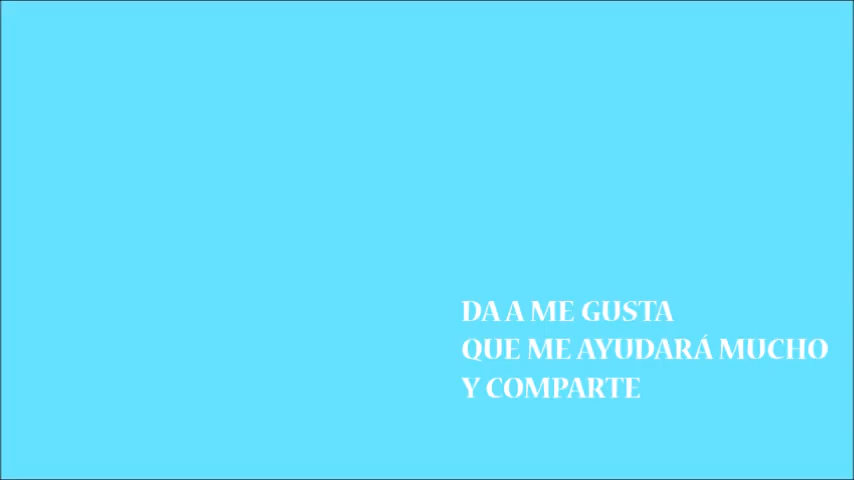 DA A ME GUSTA
QUE ME AYUDARÁ MUCHO
Y COMPARTE